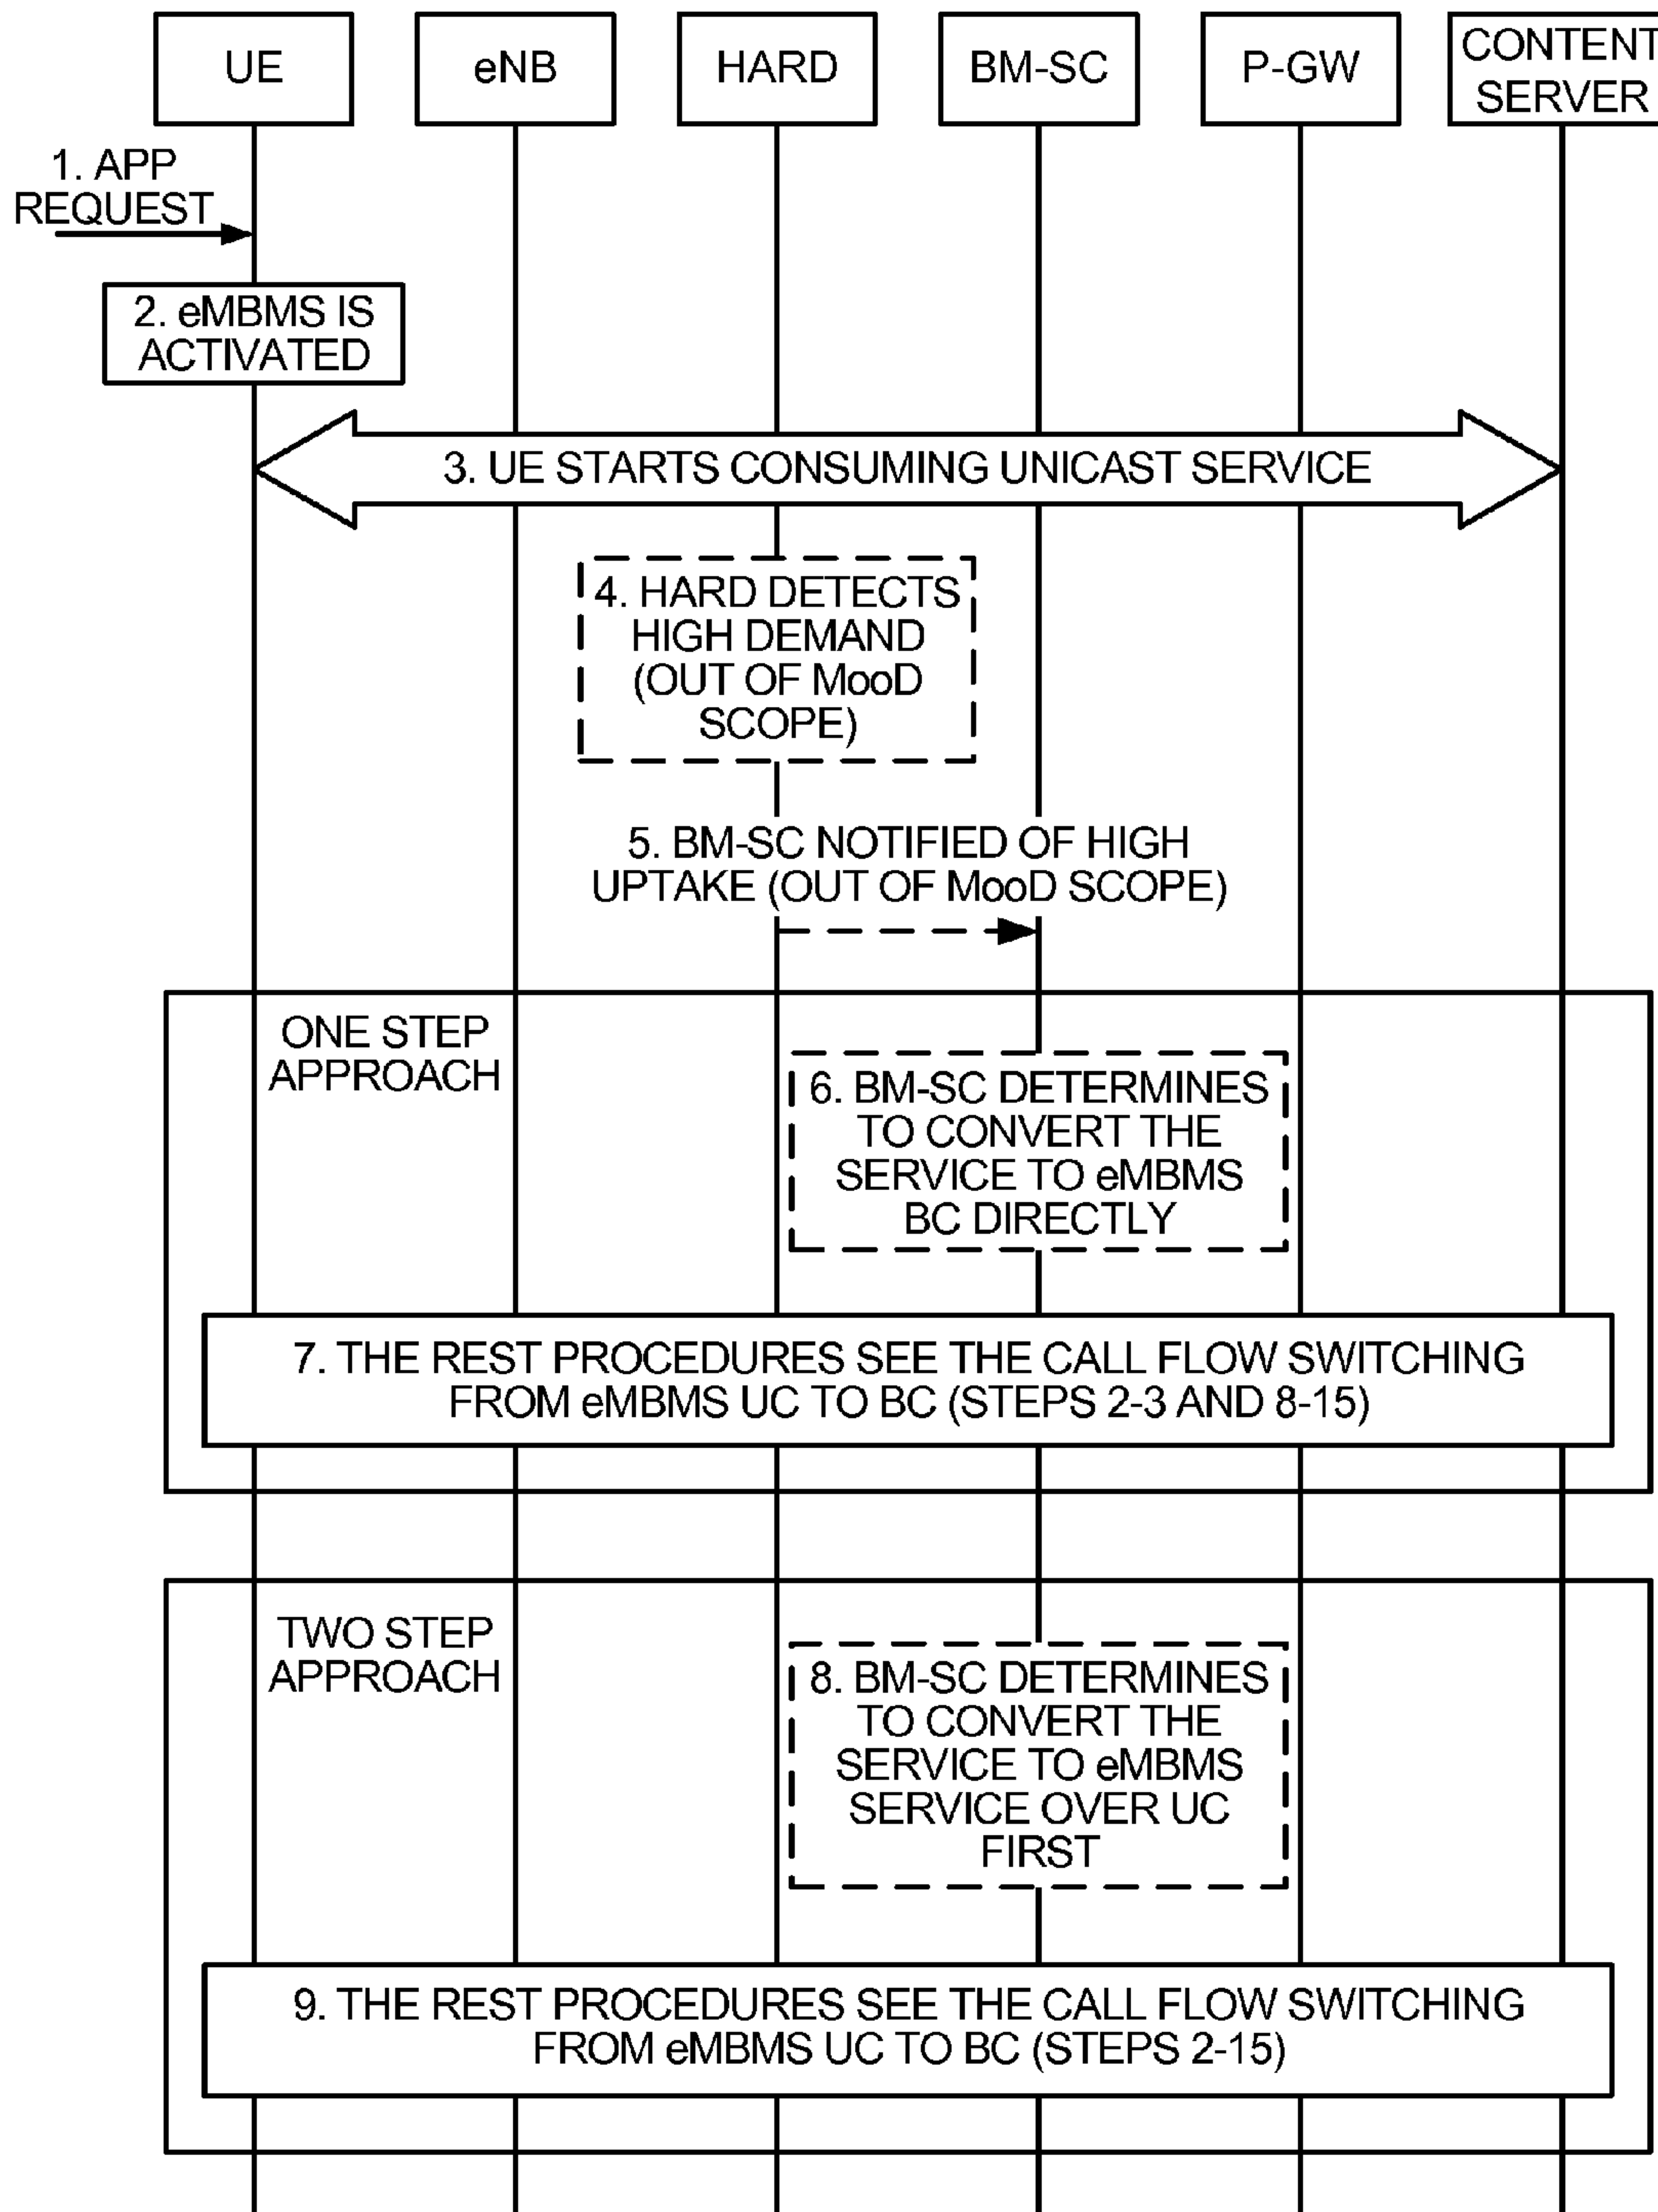 UE
eNB
HARD
BM-SC
P-GW
CONTENT
SERVER
1. APP
REQUEST
2. eMBMS IS
ACTIVATED
3. UE STARTS CONSUMING UNICAST SERVICE
4. HARD DETECTS
HIGH DEMAND
(OUT OF MooD
SCOPE)
5. BM-SC NOTIFIED OF HIGH
UPTAKE (OUT OF MooD SCOPE)
ONE STEP
APPROACH
6. BM-SC DETERMINES
TO CONVERT THE
SERVICE TO eMBMS
BC DIRECTLY
7. THE REST PROCEDURES SEE THE CALL FLOW SWITCHING
FROM eMBMS UC TO BC (STEPS 2-3 AND 8-15)
TWO STEP
APPROACH
8. BM-SC DETERMINES
TO CONVERT THE
SERVICE TO eMBMS
SERVICE OVER UC
FIRST
9. THE REST PROCEDURES SEE THE CALL FLOW SWITCHING
FROM eMBMS UC TO BC (STEPS 2-15)